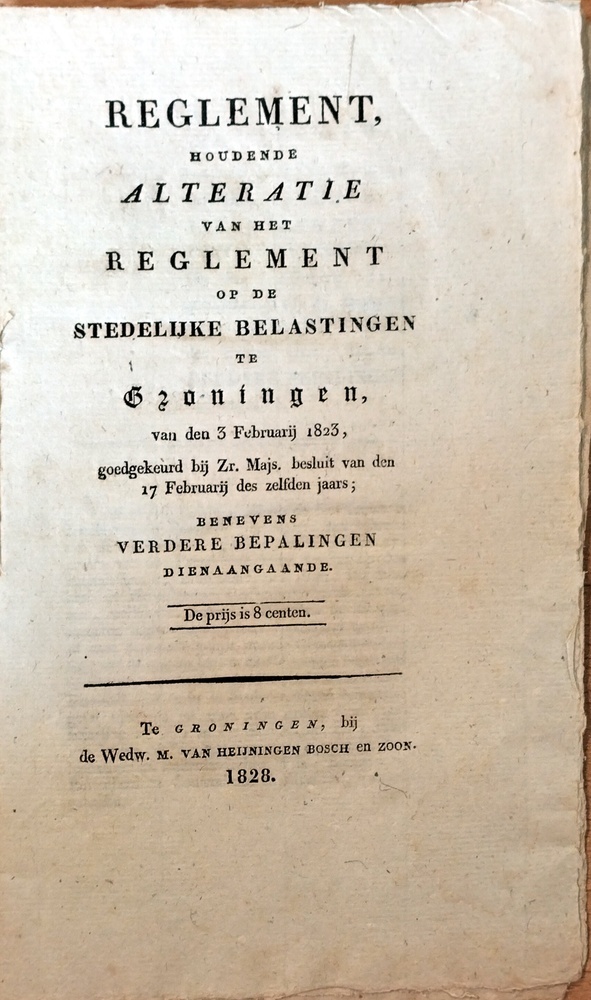 REGLEMENT,
HOUDENDE
ALTERATIE
VAN HET
REGLEMENT
OP DE
STEDELIJKE BELASTINGEN
TE
Groningen,
van den 3 Februarij 1823,
goedgekeurd bij Zr. Majs. besluit van den
17 Februarij des zelfden jaars;
BENEVENS
VERDERE BEPALINGEN
DIENAANGAANDE.
De prijs is 8 centen.
Te GRONINGEN, bij
de Wedw. M. VAN HEIJNINGEN BOSCH en ZOON.
1828.